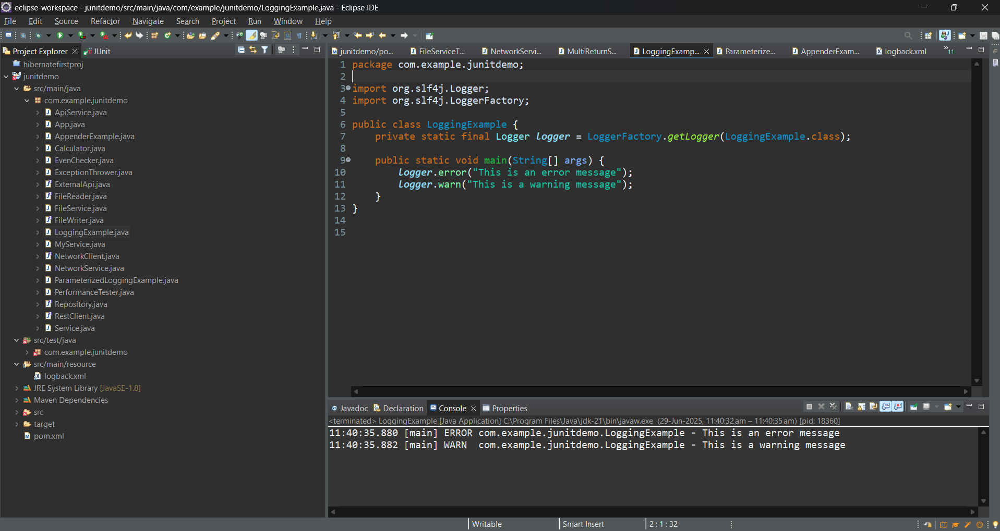 eclipse-workspace - junitdemo/src/main/java/com/example/junitdemo/LoggingExample.java - Eclipse IDE
File Edit Source Refactor Navigate Search Project Run Window Help
Project Explorer
JUnit
hibernatefirstproj
junitdemo
src/main/java
com.example.junitdemo
ApiService.java
App.java
AppenderExample.java
Calculator.java
EvenChecker.java
ExceptionThrower.java
ExternalApi.java
FileReader.java
FileService.java
FileWriter.java
LoggingExample.java
MyService.java
NetworkClient.java
NetworkService.java
ParameterizedLoggingExample.java
PerformanceTester.java
Repository.java
RestClient.java
Service.java
src/test/java
com.example.junitdemo
src/main/resource
logback.xml
JRE System Library [JavaSE-1.8]
Maven Dependencies
src
target
pom.xml
junitdemo/po... FileServiceT... NetworkServi... MultiReturnS... LoggingExamp... Parameterize... AppenderExam... logback.xml »11
1 package com.example.junitdemo;
2
3 import org.slf4j.Logger;
4 import org.slf4j.LoggerFactory;
5
6 public class LoggingExample {
7 private static final Logger logger = LoggerFactory.getLogger(LoggingExample.class);
8
9 public static void main(String[] args) {
10 logger.error("This is an error message");
11 logger.warn("This is a warning message");
12 }
13 }
14
15
Javadoc Declaration Console Properties
<terminated> LoggingExample [Java Application] C:\Program Files\Java\jdk-21\bin\javaw.exe (29-Jun-2025, 11:40:32 am – 11:40:35 am) [pid: 18360]
11:40:35.880 [main] ERROR com.example.junitdemo.LoggingExample - This is an error message
11:40:35.882 [main] WARN  com.example.junitdemo.LoggingExample - This is a warning message
Writable Smart Insert 2 : 1 : 32